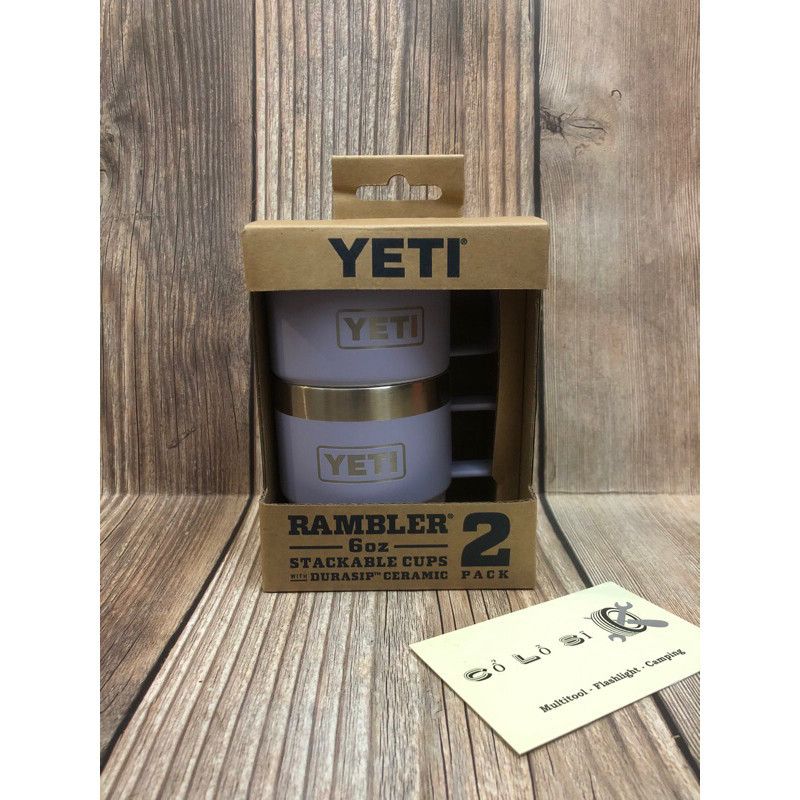 YETI®
YETI
YETI
RAMBLER®
6oz
STACKABLE CUPS
WITH DURASIP™ CERAMIC
2
PACK
CỔ LỖ SĨ
Multitool - Flashlight - Camping